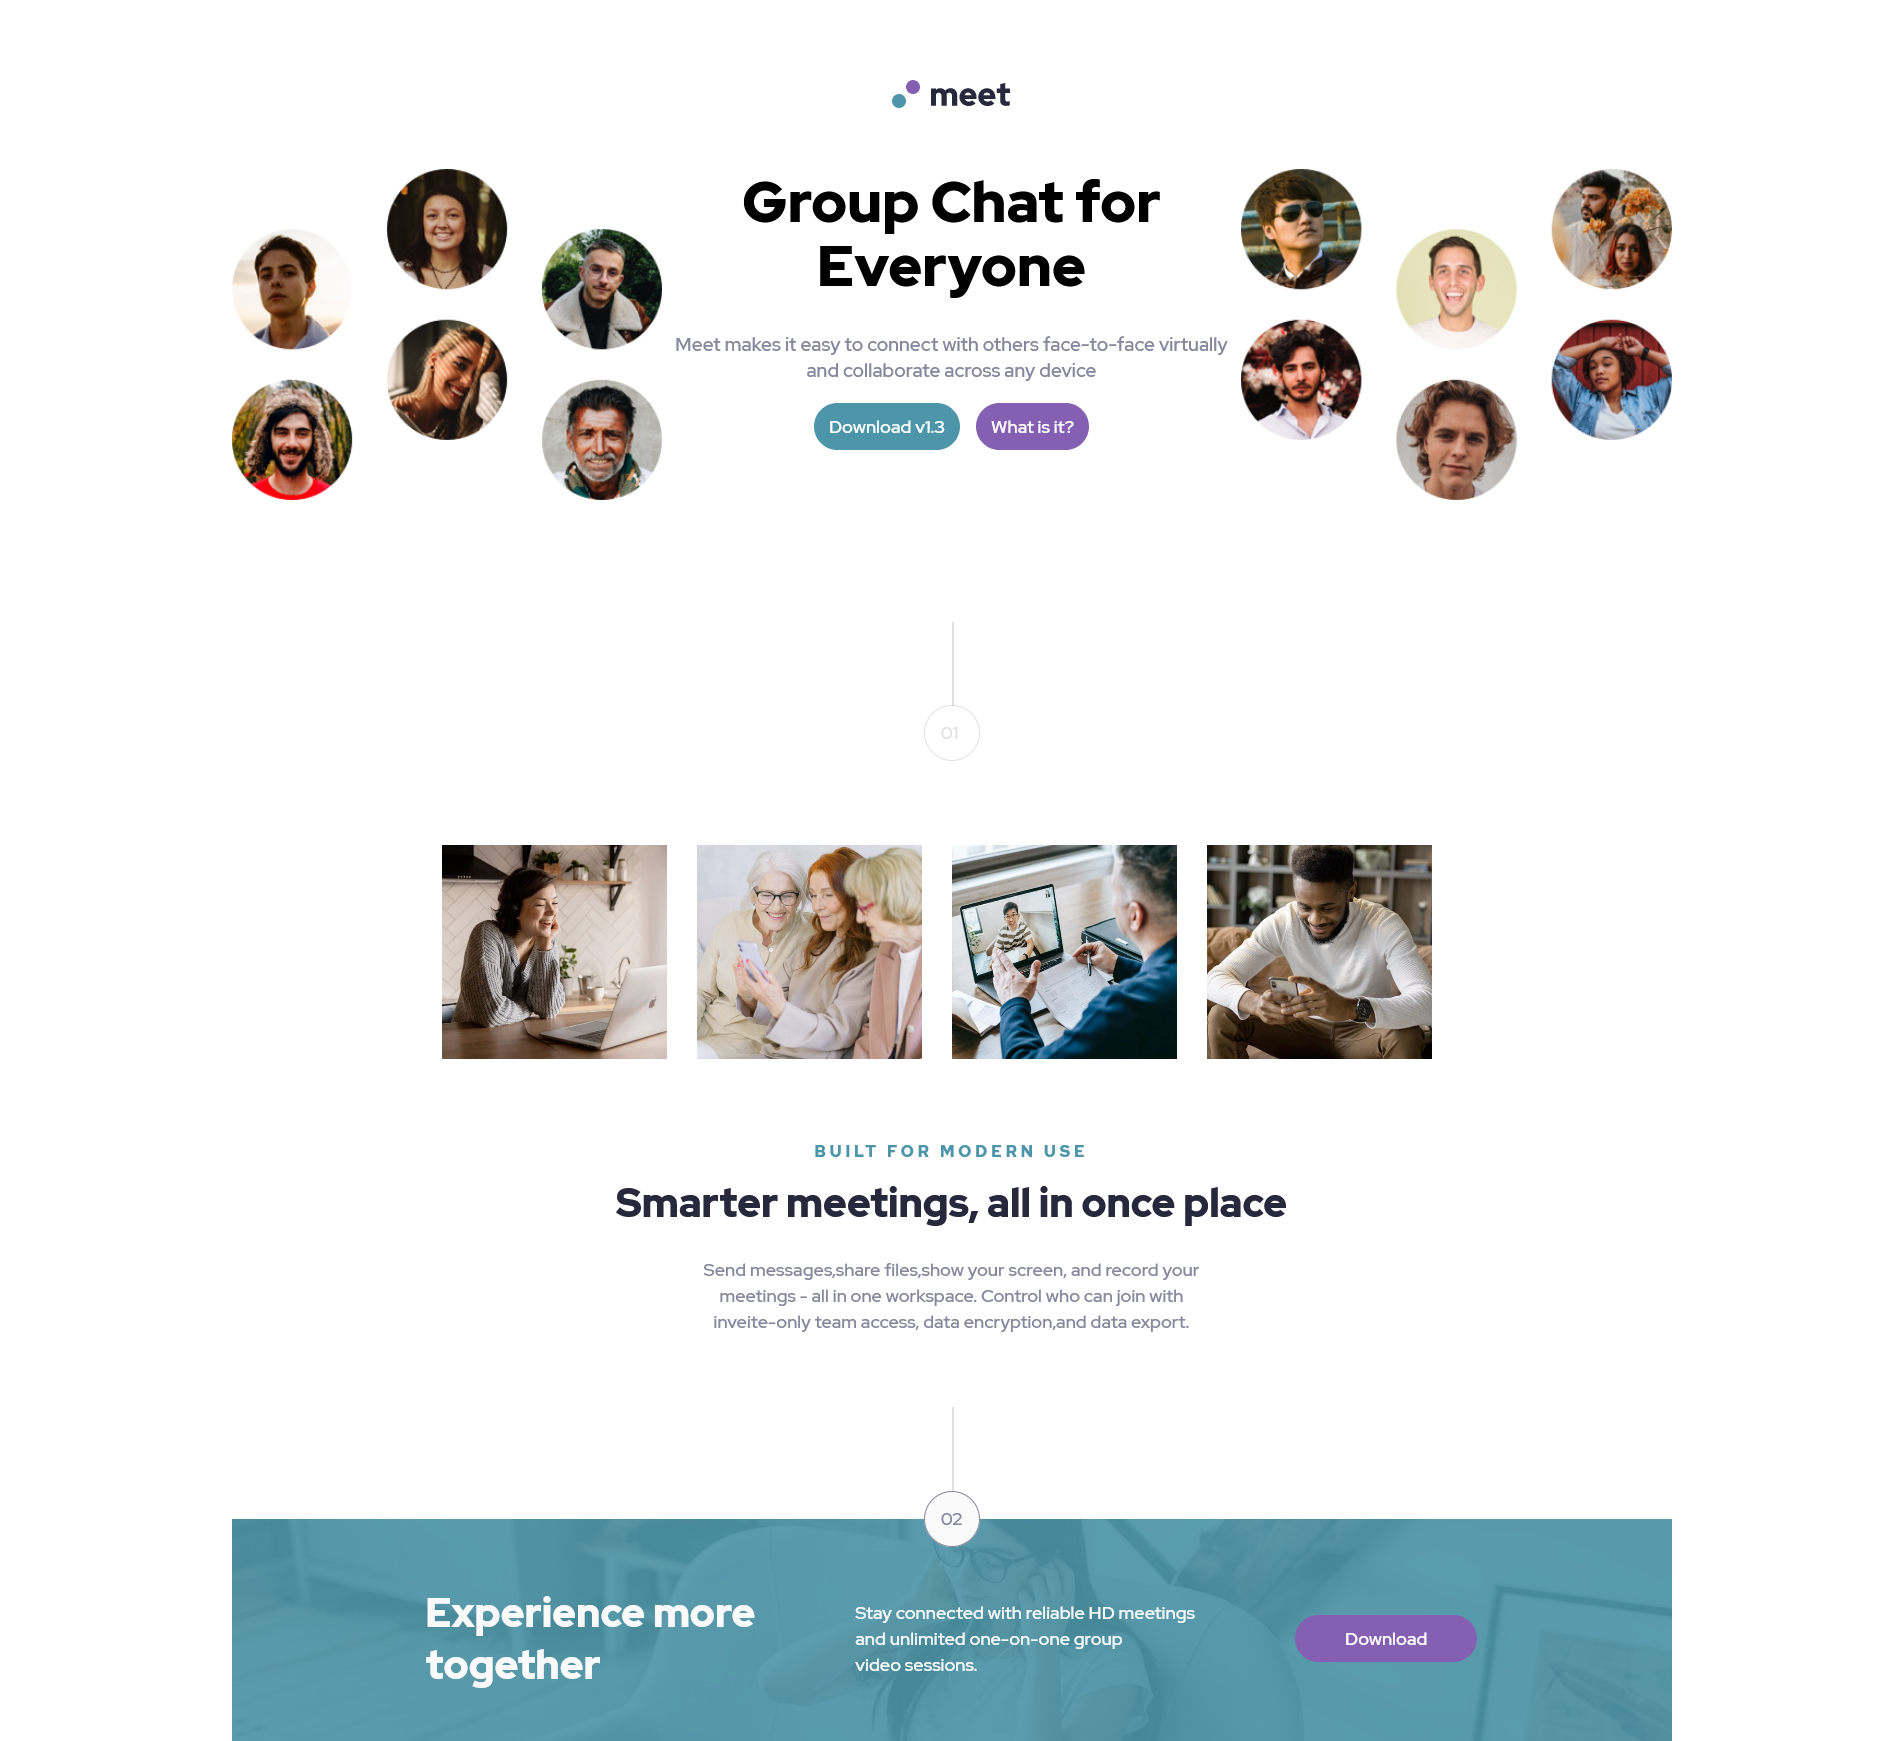 meet
Group Chat for
Everyone
Meet makes it easy to connect with others face-to-face virtually
and collaborate across any device
Download v1.3
What is it?
01
BUILT FOR MODERN USE
Smarter meetings, all in once place
Send messages,share files,show your screen, and record your
meetings - all in one workspace. Control who can join with
inveite-only team access, data encryption,and data export.
02
Experience more
together
Stay connected with reliable HD meetings
and unlimited one-on-one group
video sessions.
Download